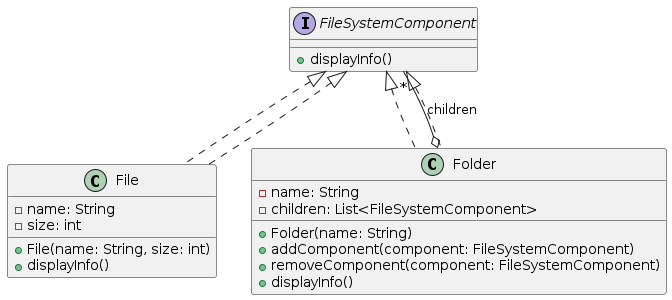 I FileSystemComponent
displayInfo()
*
children
C File
name: String
size: int
File(name: String, size: int)
displayInfo()
C Folder
name: String
children: List<FileSystemComponent>
Folder(name: String)
addComponent(component: FileSystemComponent)
removeComponent(component: FileSystemComponent)
displayInfo()